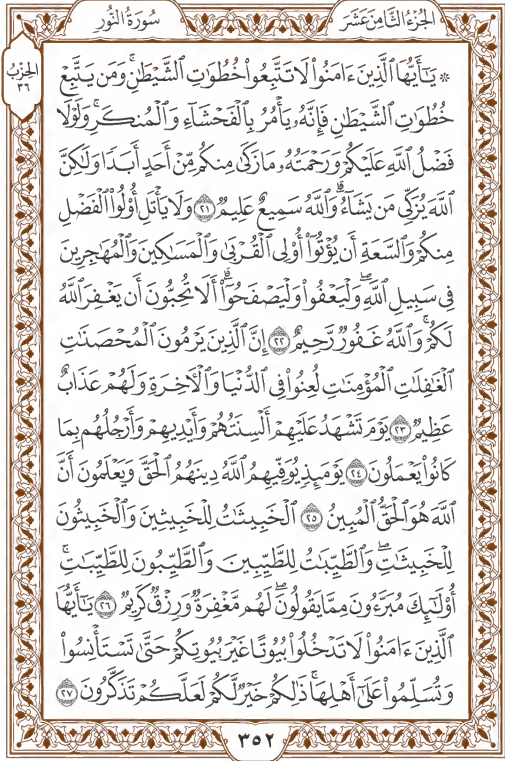 الجزء الثامن عشر
سورة النور
الحزب
٣٦
۞ يَـٰٓأَيُّهَا ٱلَّذِينَ ءَامَنُواْ لَا تَتَّبِعُواْ خُطُوَٰتِ ٱلشَّيۡطَٰنِۚ وَمَن يَتَّبِعۡ
خُطُوَٰتِ ٱلشَّيۡطَٰنِ فَإِنَّهُۥ يَأۡمُرُ بِٱلۡفَحۡشَآءِ وَٱلۡمُنكَرِۚ وَلَوۡلَا
فَضۡلُ ٱللَّهِ عَلَيۡكُمۡ وَرَحۡمَتُهُۥ مَا زَكَىٰ مِنكُم مِّنۡ أَحَدٍ أَبَدٗا وَلَٰكِنَّ
ٱللَّهَ يُزَكِّي مَن يَشَآءُۗ وَٱللَّهُ سَمِيعٌ عَلِيمٞ ٢١ وَلَا يَأۡتَلِ أُوْلُواْ ٱلۡفَضۡلِ
مِنكُمۡ وَٱلسَّعَةِ أَن يُؤۡتُوٓاْ أُوْلِي ٱلۡقُرۡبَىٰ وَٱلۡمَسَٰكِينَ وَٱلۡمُهَٰجِرِينَ
فِي سَبِيلِ ٱللَّهِۖ وَلۡيَعۡفُواْ وَلۡيَصۡفَحُوٓاْۗ أَلَا تُحِبُّونَ أَن يَغۡفِرَ ٱللَّهُ
لَكُمۡۚ وَٱللَّهُ غَفُورٞ رَّحِيمٌ ٢٢ إِنَّ ٱلَّذِينَ يَرۡمُونَ ٱلۡمُحۡصَنَٰتِ
ٱلۡغَٰفِلَٰتِ ٱلۡمُؤۡمِنَٰتِ لُعِنُواْ فِي ٱلدُّنۡيَا وَٱلۡأٓخِرَةِ وَلَهُمۡ عَذَابٌ
عَظِيمٞ ٢٣ يَوۡمَ تَشۡهَدُ عَلَيۡهِمۡ أَلۡسِنَتُهُمۡ وَأَيۡدِيهِمۡ وَأَرۡجُلُهُم بِمَا
كَانُواْ يَعۡمَلُونَ ٢٤ يَوۡمَئِذٖ يُوَفِّيهِمُ ٱللَّهُ دِينَهُمُ ٱلۡحَقَّ وَيَعۡلَمُونَ أَنَّ
ٱللَّهَ هُوَ ٱلۡحَقُّ ٱلۡمُبِينُ ٢٥ ٱلۡخَبِيثَٰتُ لِلۡخَبِيثِينَ وَٱلۡخَبِيثُونَ
لِلۡخَبِيثَٰتِۖ وَٱلطَّيِّبَٰتُ لِلطَّيِّبِينَ وَٱلطَّيِّبُونَ لِلطَّيِّبَٰتِۚ
أُوْلَـٰٓئِكَ مُبَرَّءُونَ مِمَّا يَقُولُونَۖ لَهُم مَّغۡفِرَةٞ وَرِزۡقٞ كَرِيمٞ ٢٦ يَـٰٓأَيُّهَا
ٱلَّذِينَ ءَامَنُواْ لَا تَدۡخُلُواْ بُيُوتًا غَيۡرَ بُيُوتِكُمۡ حَتَّىٰ تَسۡتَأۡنِسُواْ
وَتُسَلِّمُواْ عَلَىٰٓ أَهۡلِهَاۚ ذَٰلِكُمۡ خَيۡرٞ لَّكُمۡ لَعَلَّكُمۡ تَذَكَّرُونَ ٢٧
٣٥٢